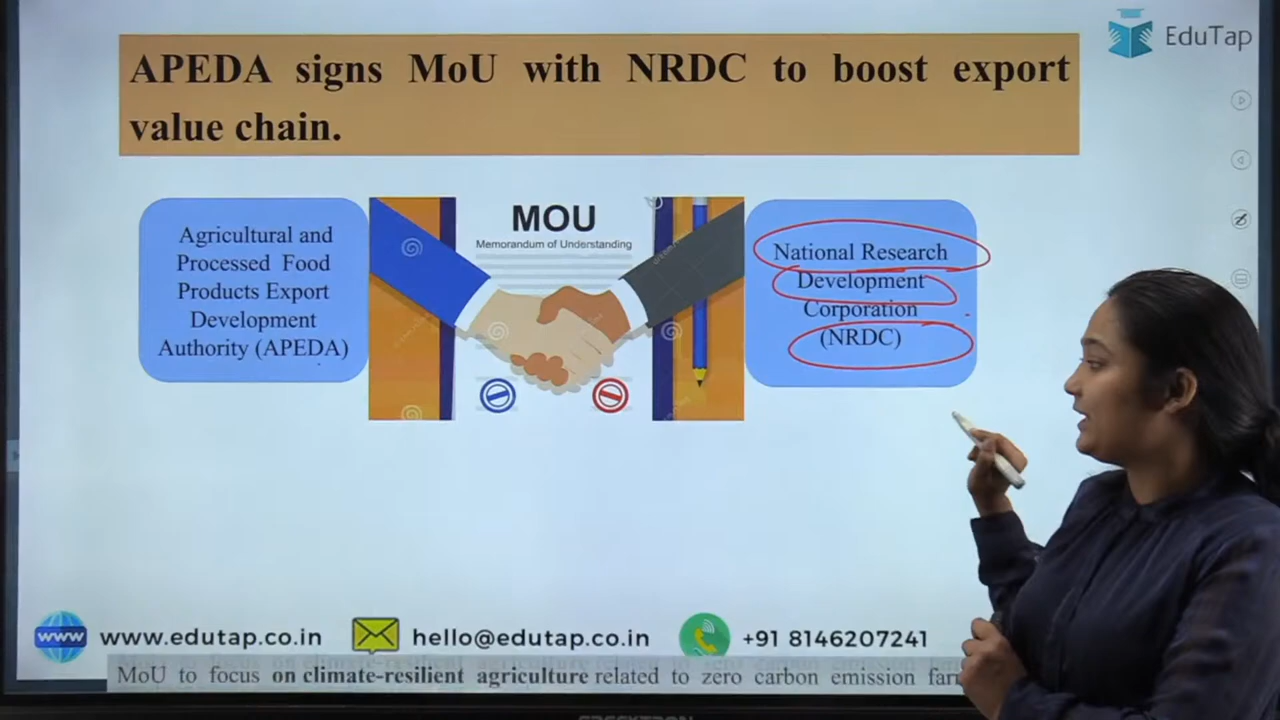 EduTap
APEDA signs MoU with NRDC to boost export
value chain.
Agricultural and
Processed Food
Products Export
Development
Authority (APEDA)
MOU
Memorandum of Understanding
National Research
Development
Corporation
(NRDC)
www www.edutap.co.in hello@edutap.co.in +91 8146207241
MoU to focus on climate-resilient agriculture related to zero carbon emission